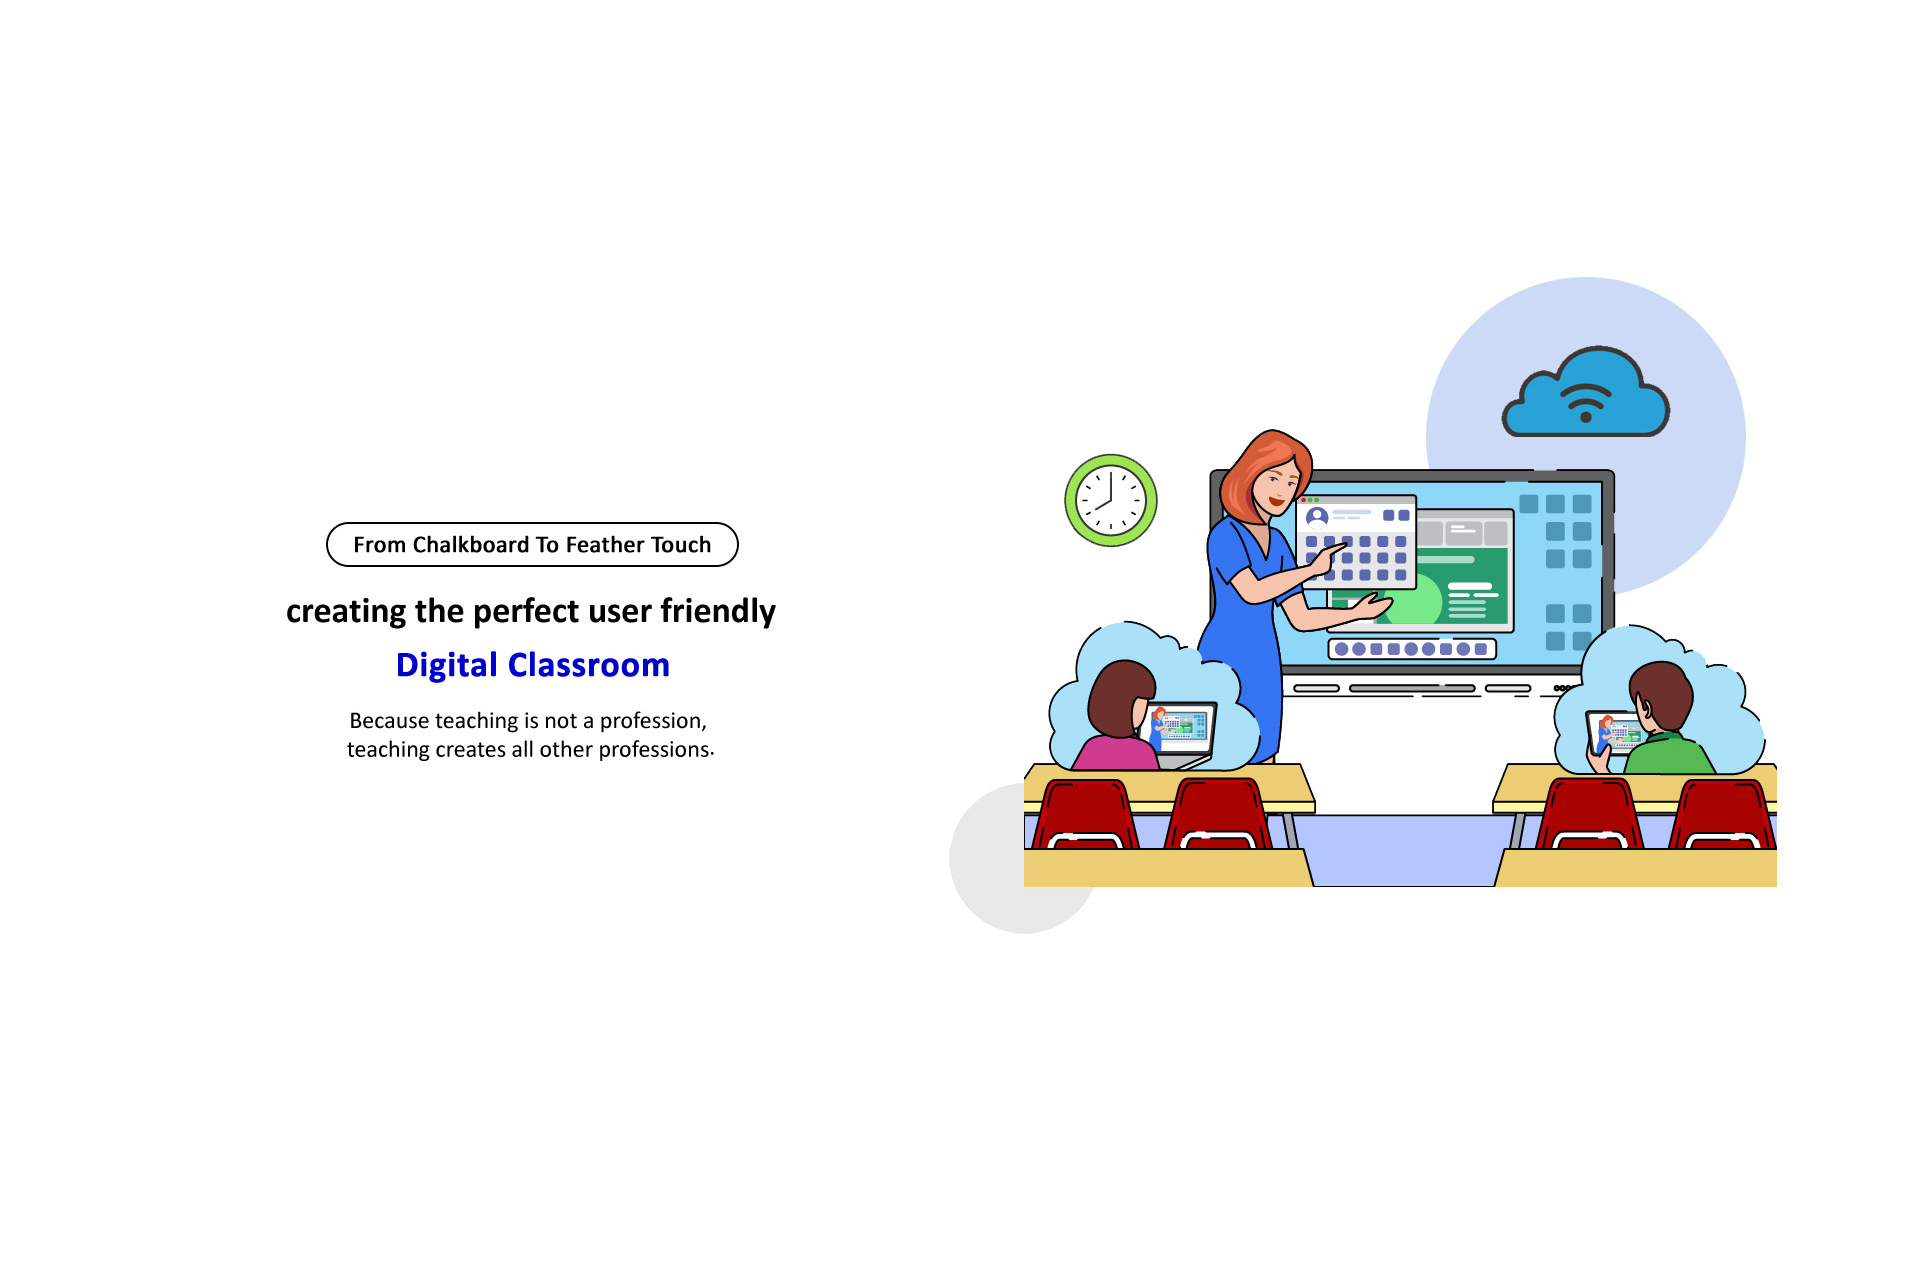 From Chalkboard To Feather Touch
creating the perfect user friendly
Digital Classroom
Because teaching is not a profession,
teaching creates all other professions.